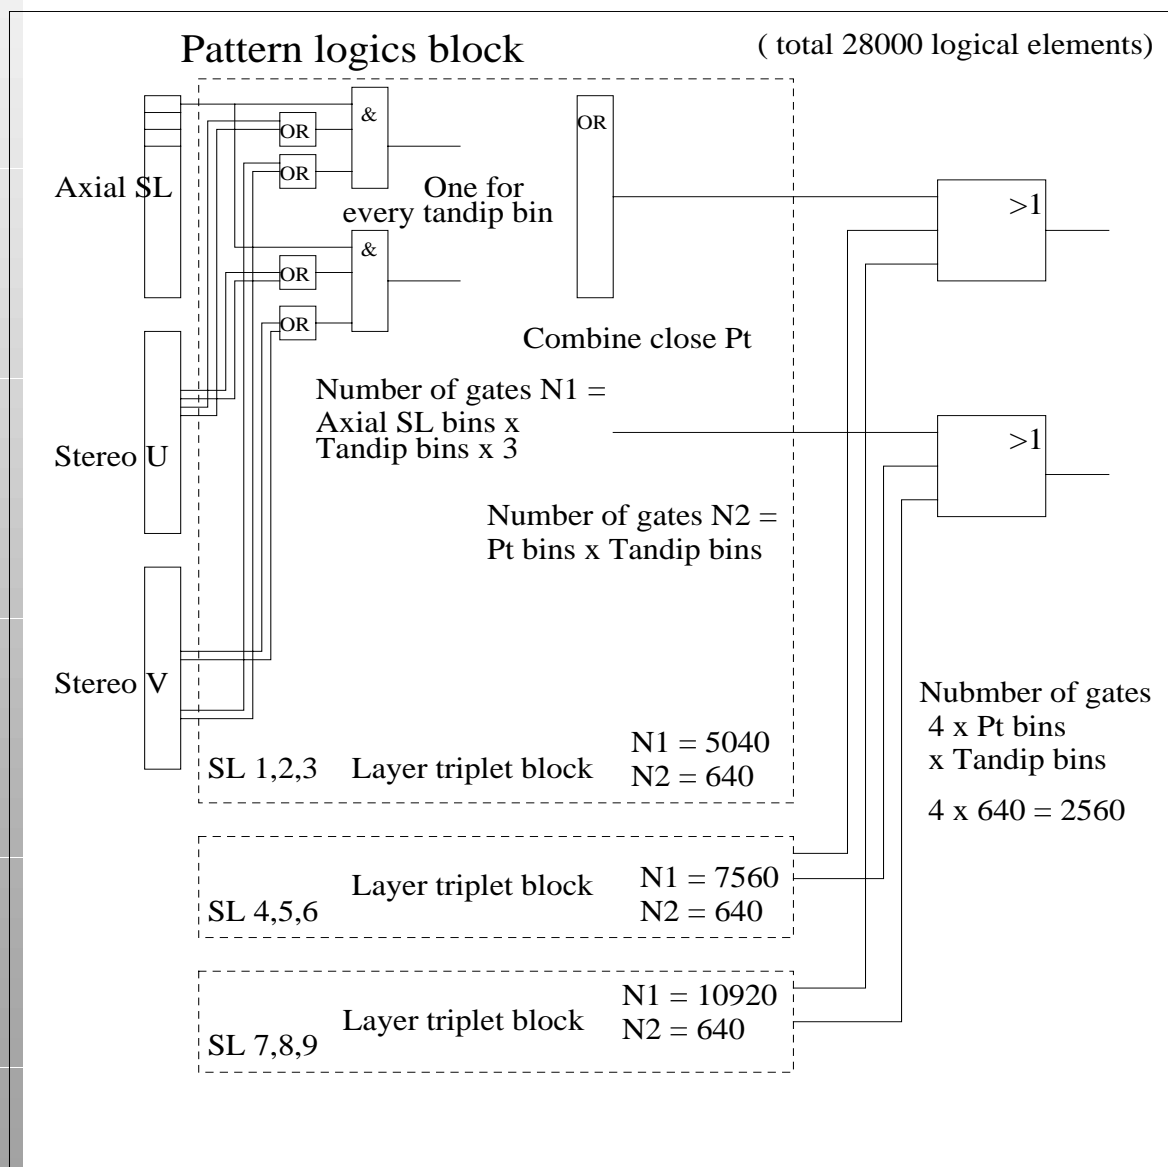 Pattern logics block
( total 28000 logical elements)
&
OR
OR
OR
Axial SL
One for
every tandip bin
>1
&
OR
OR
Combine close Pt
Number of gates N1 =
Axial SL bins x
Tandip bins x 3
>1
Stereo U
Number of gates N2 =
Pt bins x Tandip bins
Stereo V
Nubmber of gates
4 x Pt bins
x Tandip bins
4 x 640 = 2560
N1 = 5040
SL 1,2,3 Layer triplet block N2 = 640
N1 = 7560
Layer triplet block
SL 4,5,6
N2 = 640
N1 = 10920
Layer triplet block
N2 = 640
SL 7,8,9